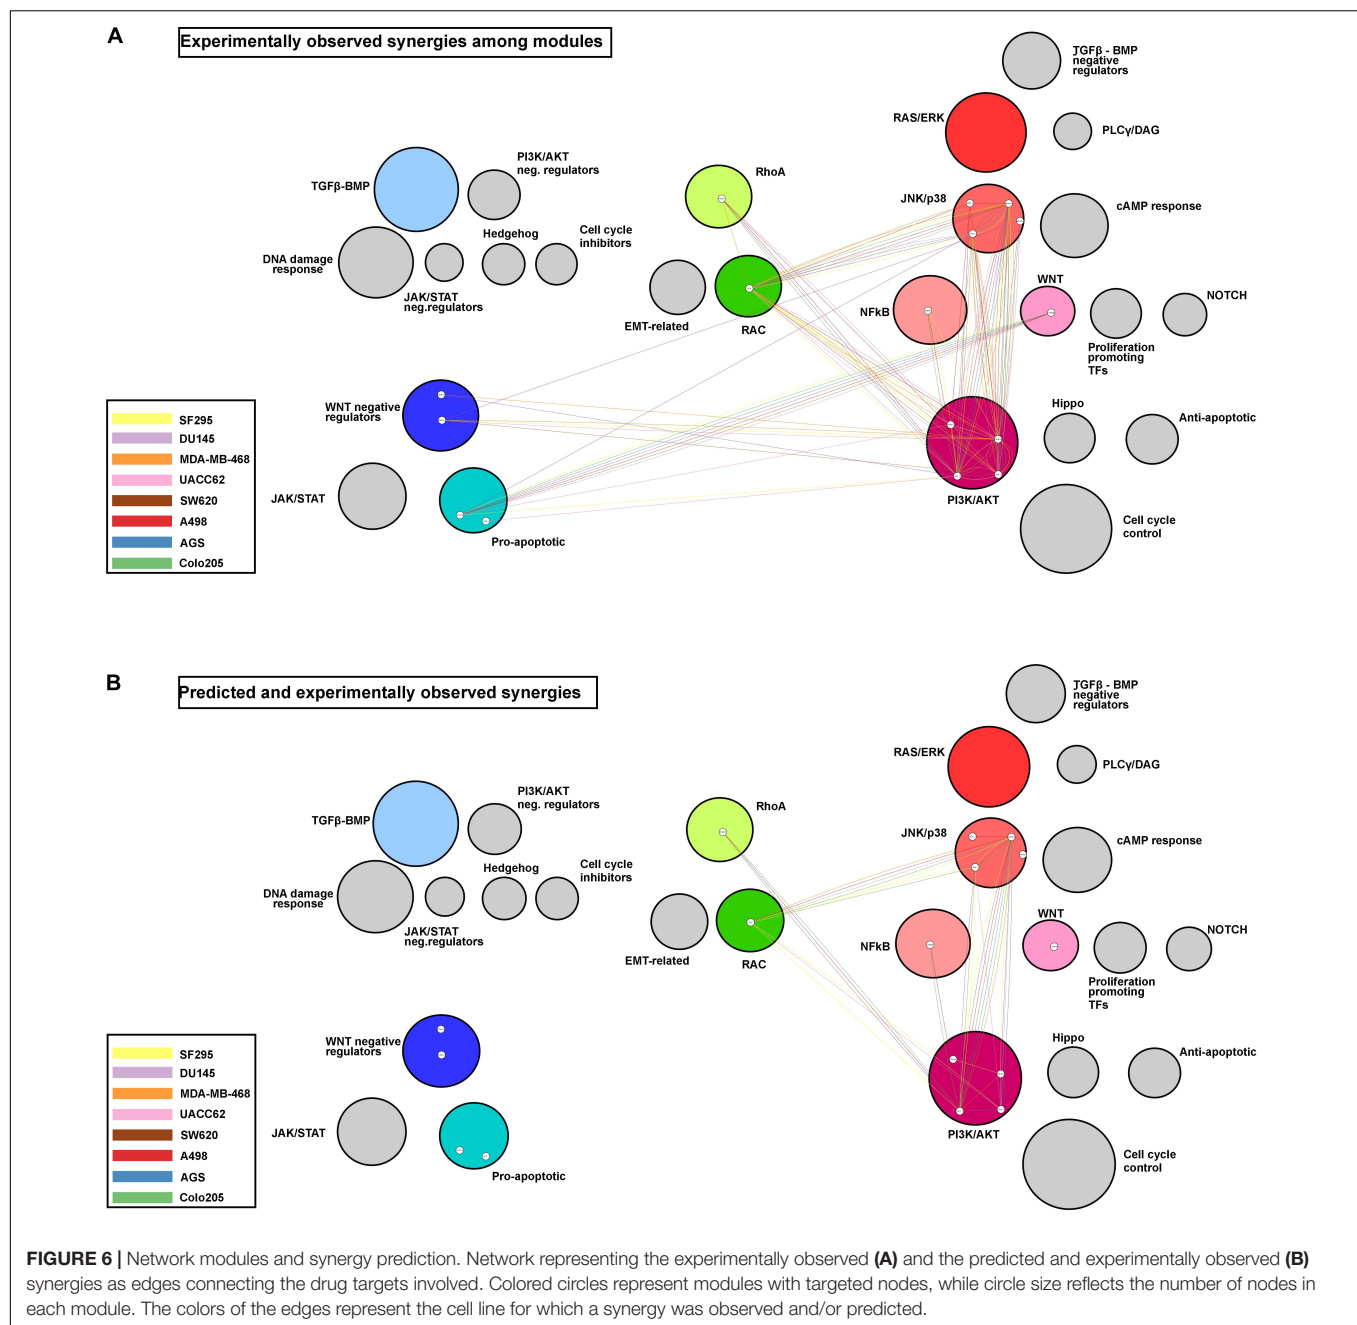 A
Experimentally observed synergies among modules
TGFβ - BMP
negative
regulators
RAS/ERK
PLCγ/DAG
PI3K/AKT
neg. regulators
TGFβ-BMP
RhoA
JNK/p38
cAMP response
Hedgehog
Cell cycle
inhibitors
DNA damage
response
JAK/STAT
neg.regulators
EMT-related
RAC
NFkB
WNT
NOTCH
Proliferation
promoting
TFs
WNT negative
regulators
Hippo
Anti-apoptotic
SF295
DU145
MDA-MB-468
UACC62
SW620
A498
AGS
Colo205
JAK/STAT
Pro-apoptotic
PI3K/AKT
Cell cycle
control
B
Predicted and experimentally observed synergies
TGFβ - BMP
negative
regulators
RAS/ERK
PLCγ/DAG
PI3K/AKT
neg. regulators
TGFβ-BMP
RhoA
JNK/p38
cAMP response
Hedgehog
Cell cycle
inhibitors
DNA damage
response
JAK/STAT
neg.regulators
EMT-related
RAC
NFkB
WNT
NOTCH
Proliferation
promoting
TFs
WNT negative
regulators
Hippo
Anti-apoptotic
SF295
DU145
MDA-MB-468
UACC62
SW620
A498
AGS
Colo205
JAK/STAT
Pro-apoptotic
PI3K/AKT
Cell cycle
control
FIGURE 6 | Network modules and synergy prediction. Network representing the experimentally observed (A) and the predicted and experimentally observed (B)
synergies as edges connecting the drug targets involved. Colored circles represent modules with targeted nodes, while circle size reflects the number of nodes in
each module. The colors of the edges represent the cell line for which a synergy was observed and/or predicted.